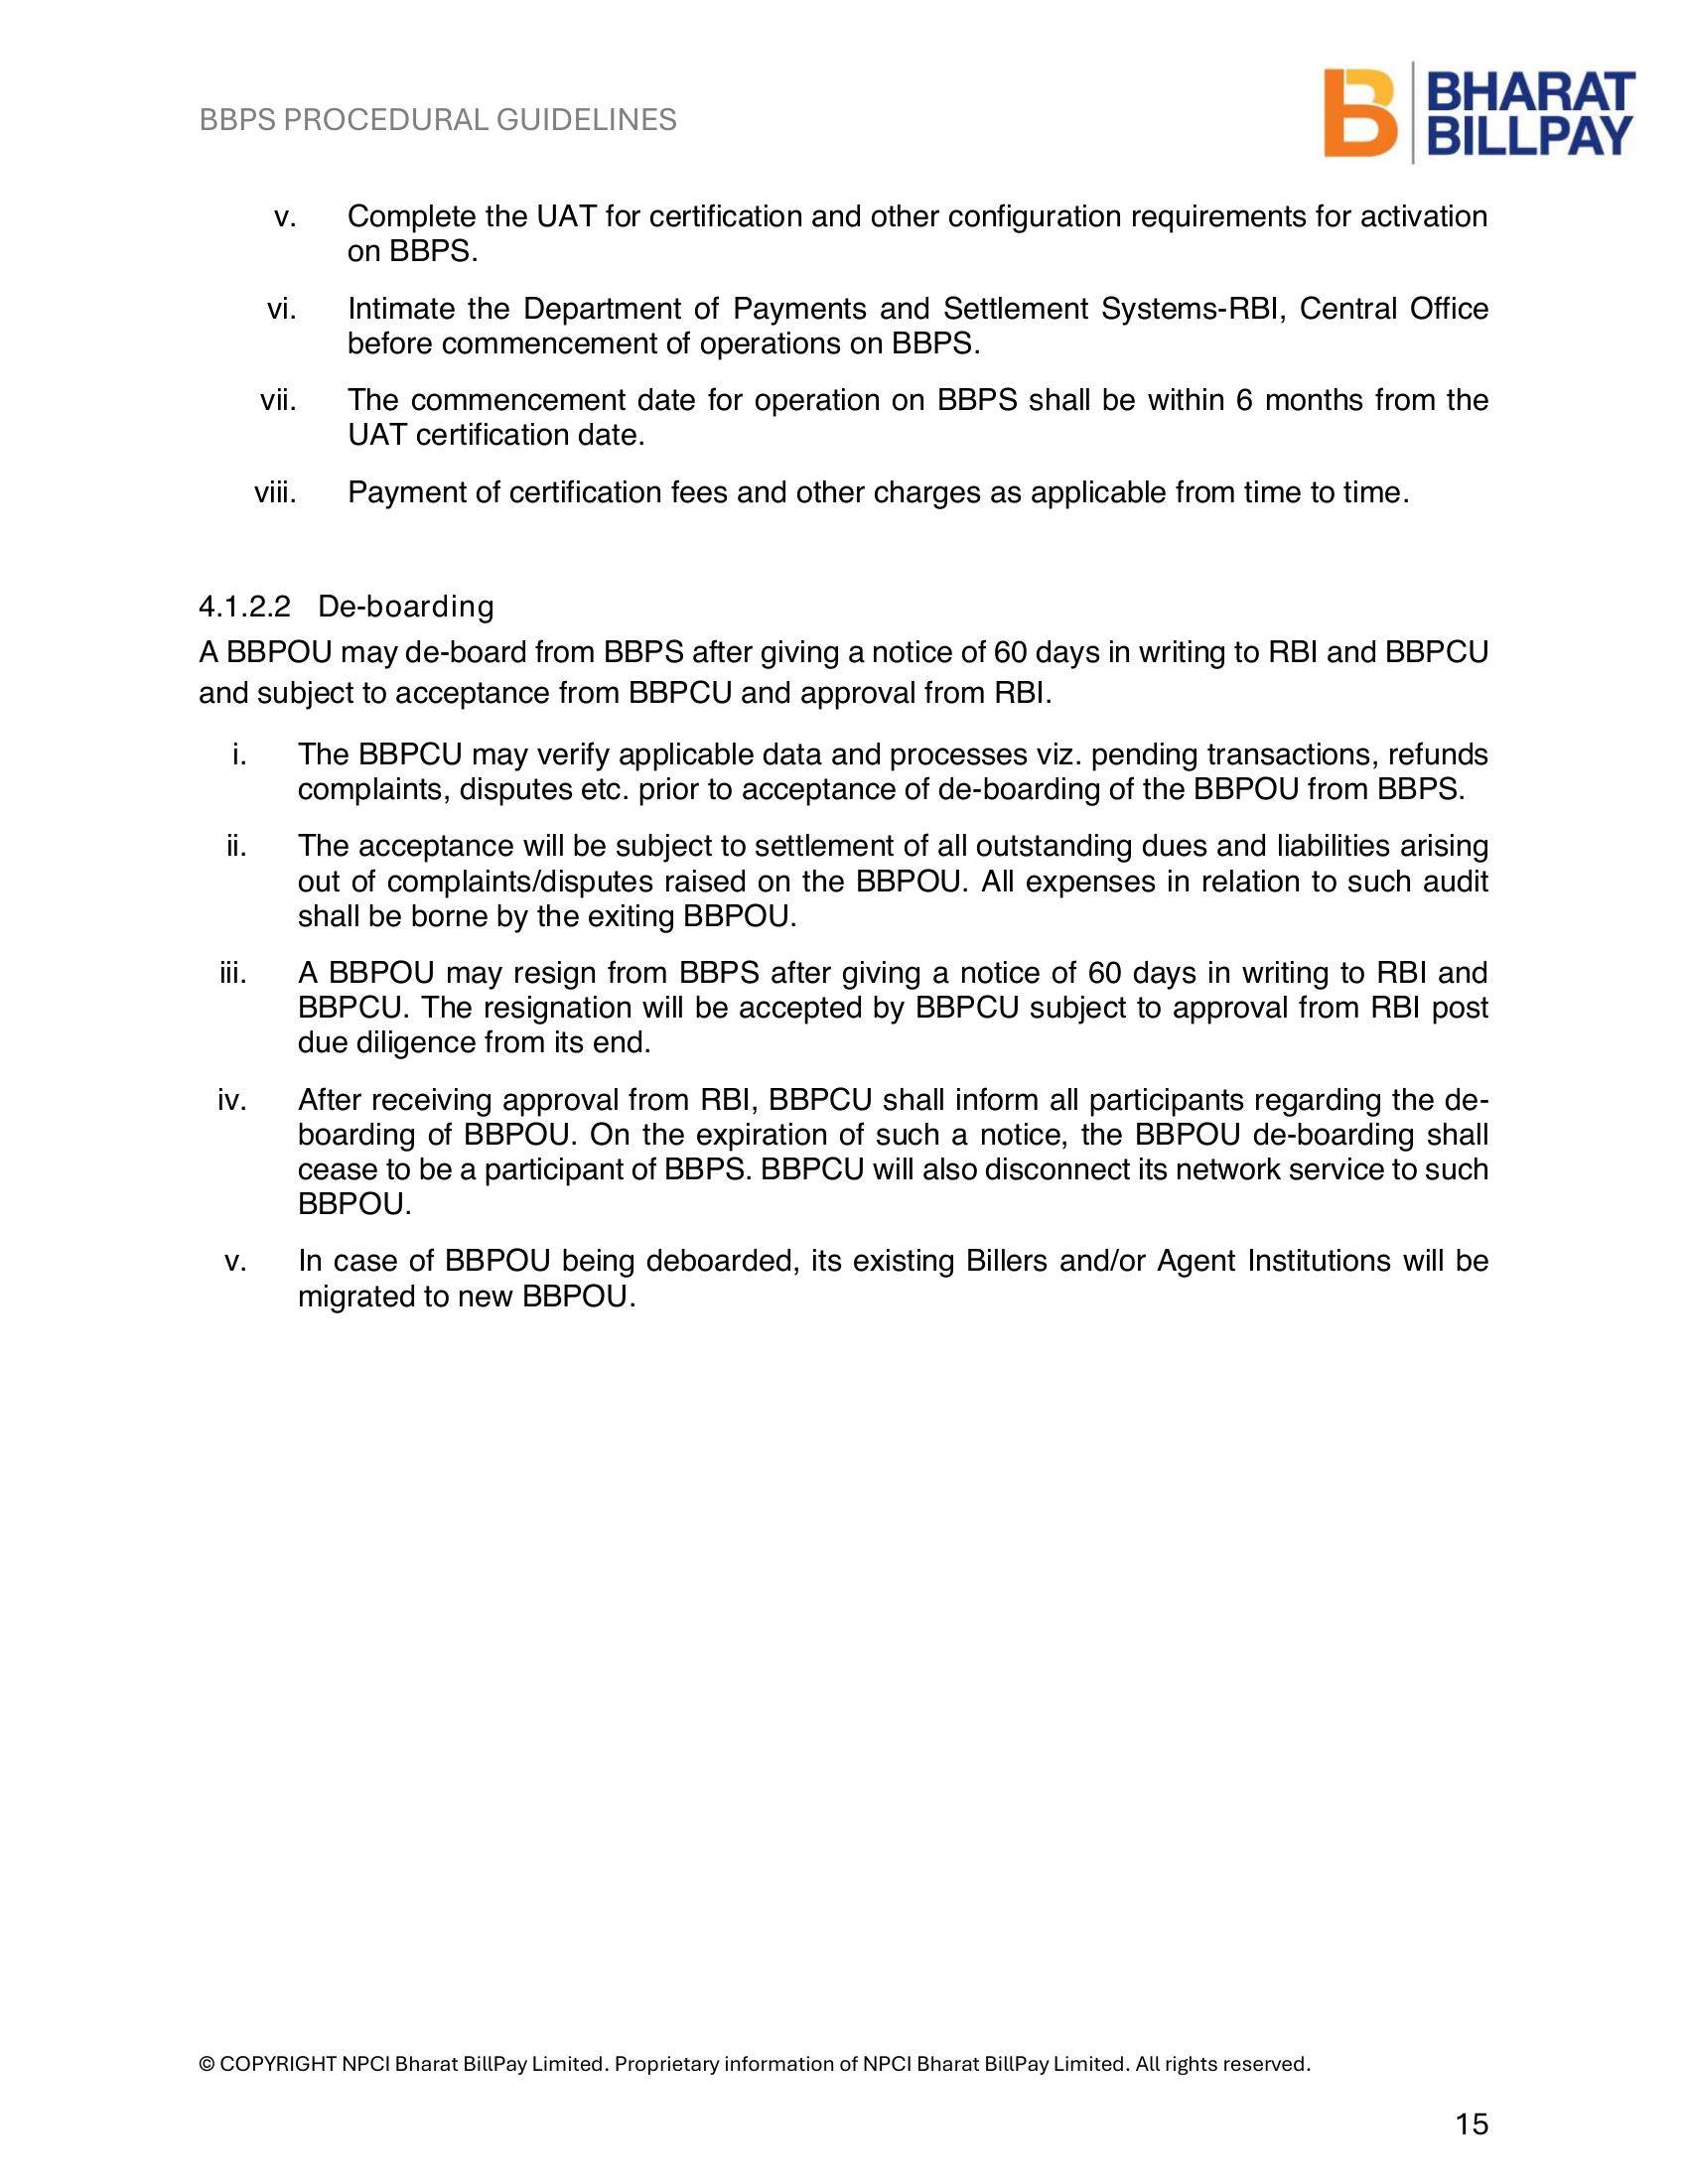 BBPS PROCEDURAL GUIDELINES
BHARAT
BILLPAY
v. Complete the UAT for certification and other configuration requirements for activation
on BBPS.
vi. Intimate the Department of Payments and Settlement Systems-RBI, Central Office
before commencement of operations on BBPS.
vii. The commencement date for operation on BBPS shall be within 6 months from the
UAT certification date.
viii. Payment of certification fees and other charges as applicable from time to time.
4.1.2.2 De-boarding
A BBPOU may de-board from BBPS after giving a notice of 60 days in writing to RBI and BBPCU
and subject to acceptance from BBPCU and approval from RBI.
i. The BBPCU may verify applicable data and processes viz. pending transactions, refunds
complaints, disputes etc. prior to acceptance of de-boarding of the BBPOU from BBPS.
ii. The acceptance will be subject to settlement of all outstanding dues and liabilities arising
out of complaints/disputes raised on the BBPOU. All expenses in relation to such audit
shall be borne by the exiting BBPOU.
iii. A BBPOU may resign from BBPS after giving a notice of 60 days in writing to RBI and
BBPCU. The resignation will be accepted by BBPCU subject to approval from RBI post
due diligence from its end.
iv. After receiving approval from RBI, BBPCU shall inform all participants regarding the de-
boarding of BBPOU. On the expiration of such a notice, the BBPOU de-boarding shall
cease to be a participant of BBPS. BBPCU will also disconnect its network service to such
BBPOU.
v. In case of BBPOU being deboarded, its existing Billers and/or Agent Institutions will be
migrated to new BBPOU.
© COPYRIGHT NPCI Bharat BillPay Limited. Proprietary information of NPCI Bharat BillPay Limited. All rights reserved.
15